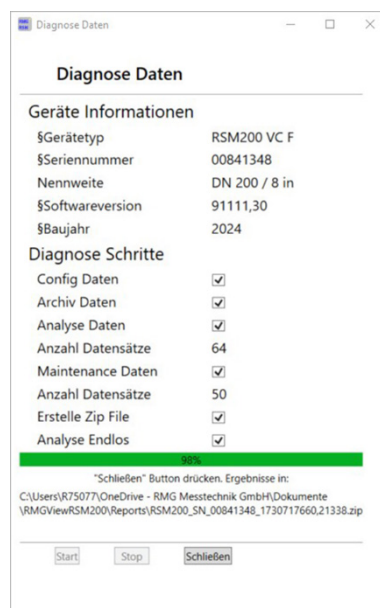 Diagnose Daten
Diagnose Daten
Geräte Informationen
§Gerätetyp RSM200 VC F
§Seriennummer 00841348
Nennweite DN 200 / 8 in
§Softwareversion 91111,30
§Baujahr 2024
Diagnose Schritte
Config Daten
Archiv Daten
Analyse Daten
Anzahl Datensätze 64
Maintenance Daten
Anzahl Datensätze 50
Erstelle Zip File
Analyse Endlos
98%
"Schließen" Button drücken. Ergebnisse in:
C:\Users\R75077\OneDrive - RMG Messtechnik GmbH\Dokumente
\RMGViewRSM200\Reports\RSM200_SN_00841348_1730717660,21338.zip
Start Stop Schließen